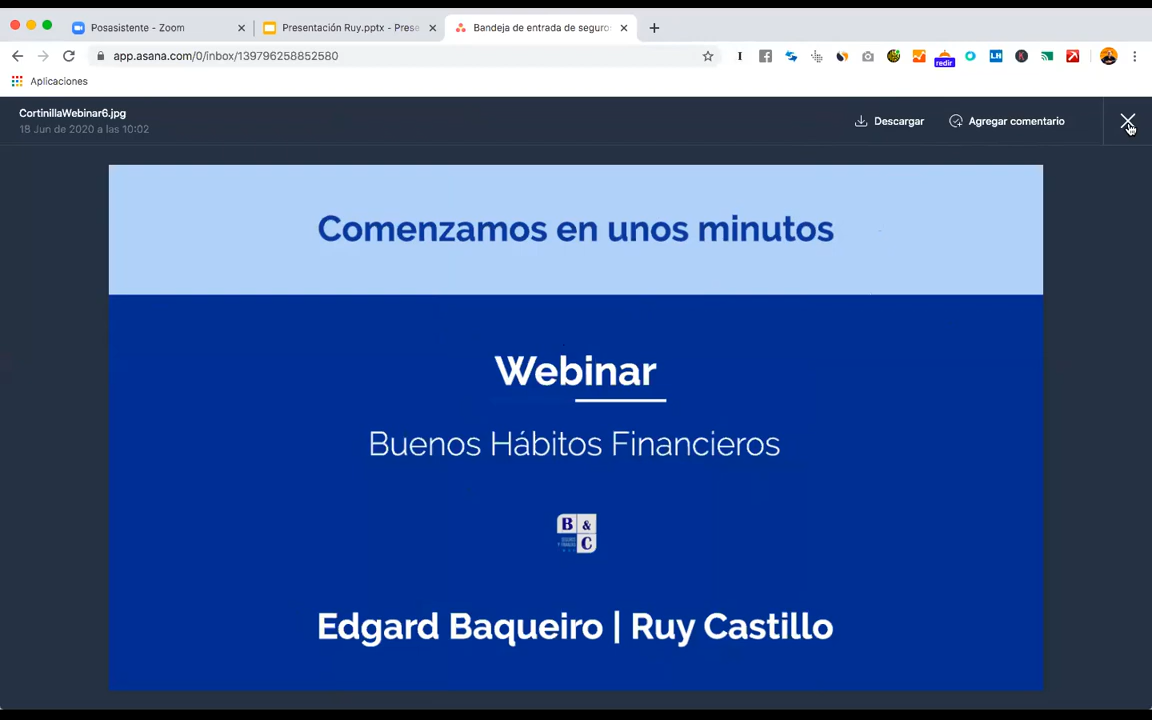 Posasistente - Zoom
Presentación Ruy.pptx - Prese
Bandeja de entrada de seguro
app.asana.com/0/inbox/139796258852580
redir
LH
Aplicaciones
CortinillaWebinar6.jpg
18 Jun de 2020 a las 10:02
Descargar
Agregar comentario
Comenzamos en unos minutos
Webinar
Buenos Hábitos Financieros
B &
C
Edgard Baqueiro | Ruy Castillo